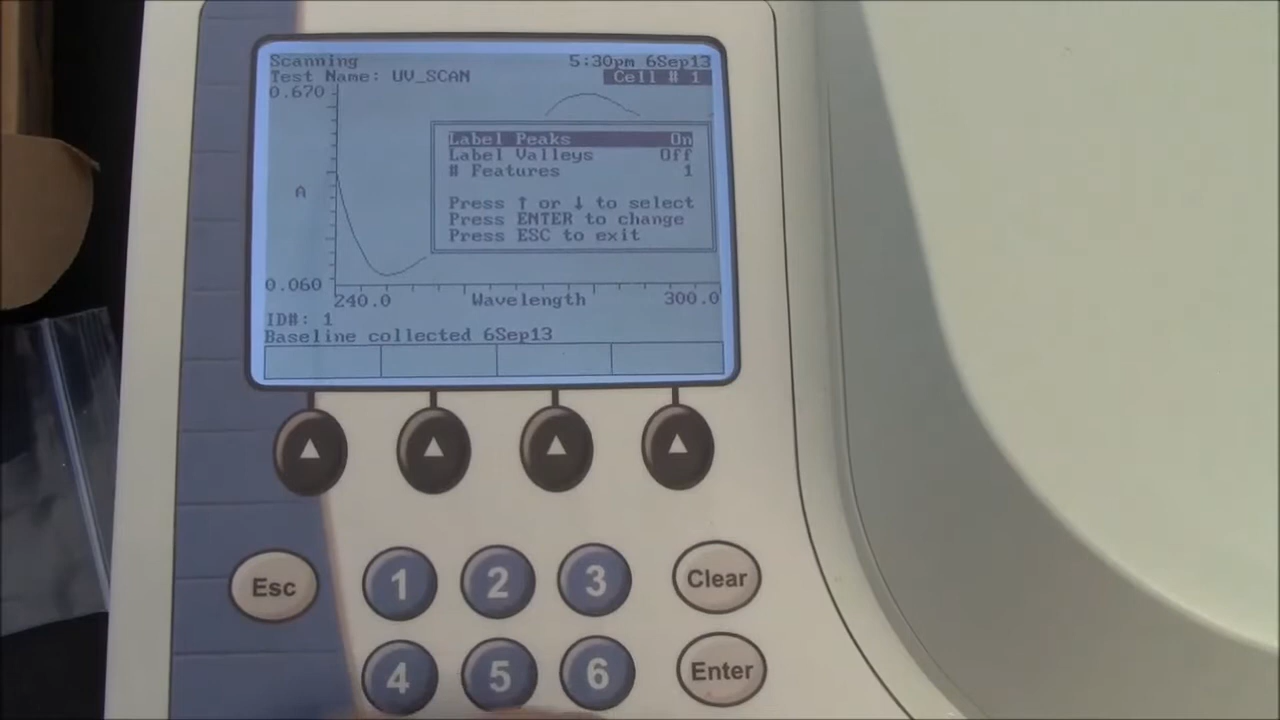 Scanning 5:30pm 6Sep13
Test Name: UV_SCAN Cell # 1
0.670
Label Peaks On
Label Valleys Off
# Features 1
A
Press ↑ or ↓ to select
Press ENTER to change
Press ESC to exit
0.060
240.0 Wavelength 300.0
ID#: 1
Baseline collected 6Sep13
Esc 1 2 3 Clear
4 5 6 Enter